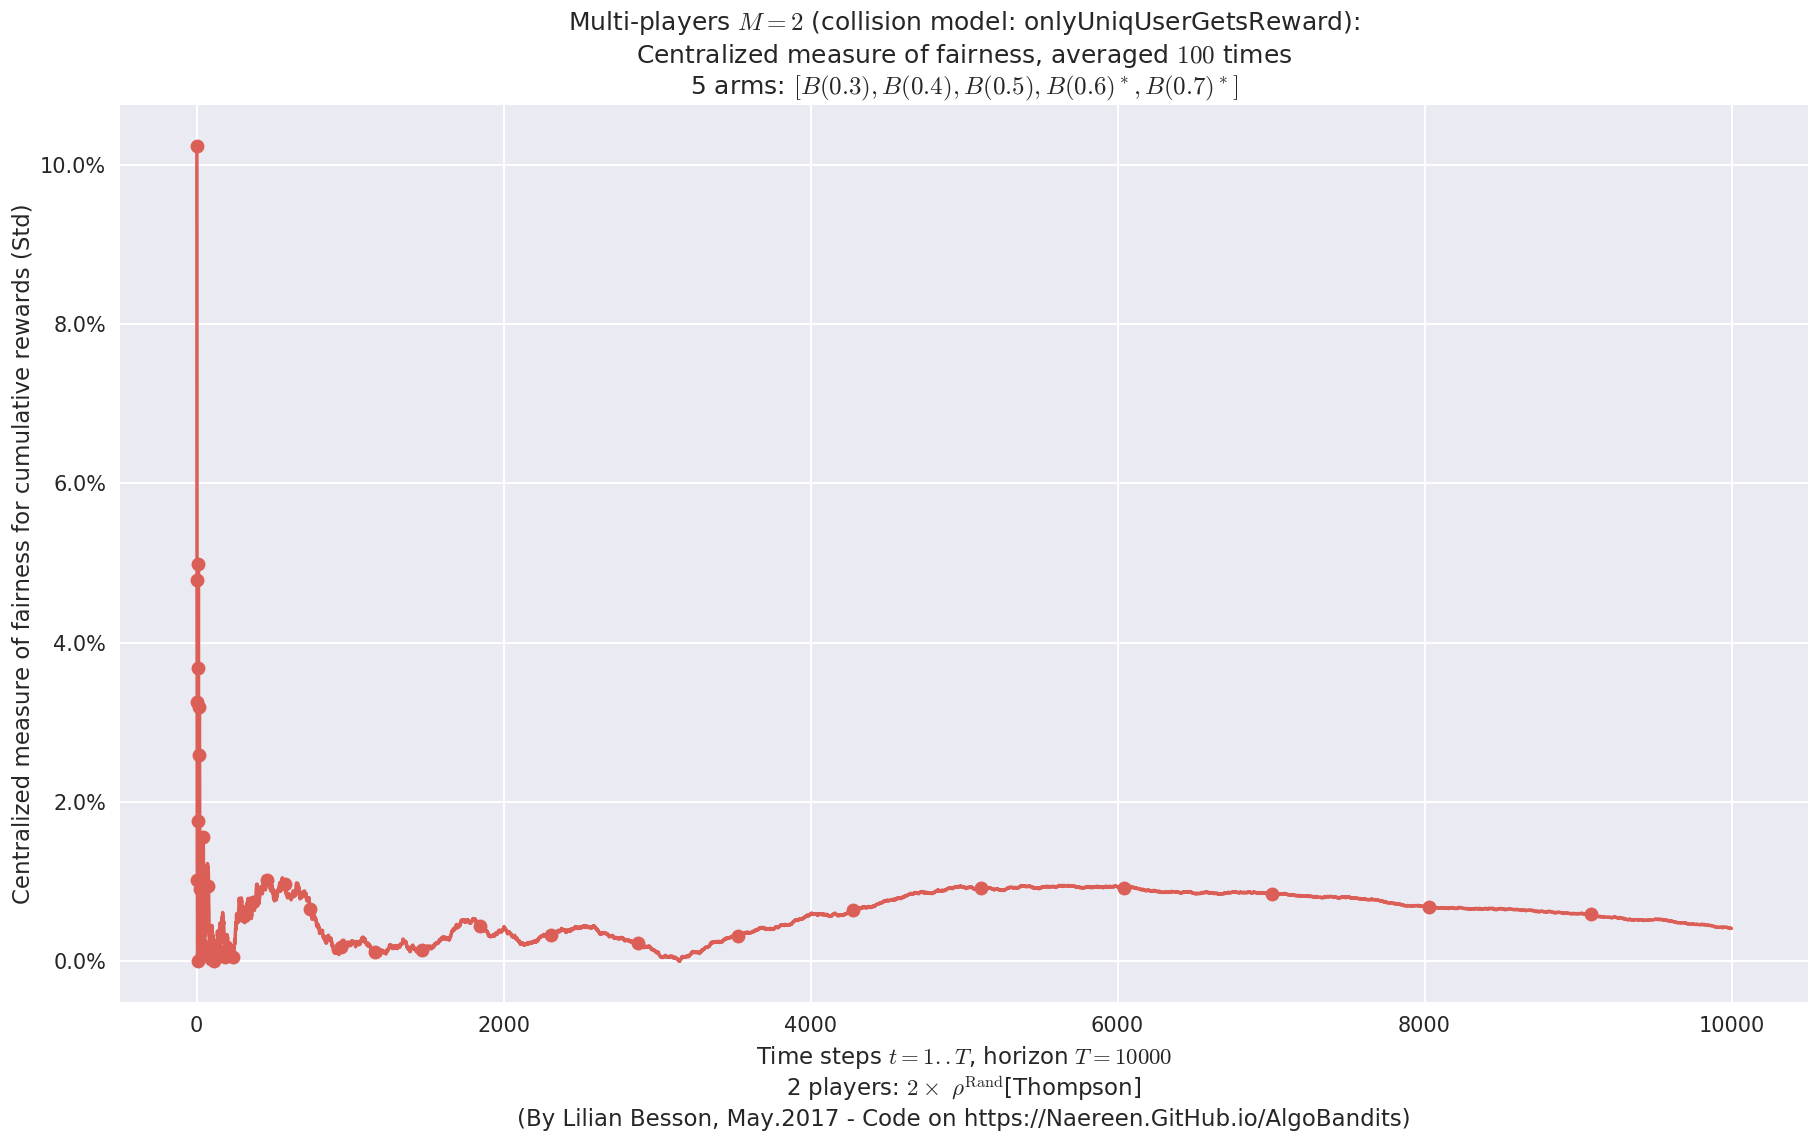 Multi-players M = 2 (collision model: onlyUniqUserGetsReward):
Centralized measure of fairness, averaged 100 times
5 arms: [B(0.3), B(0.4), B(0.5), B(0.6)*, B(0.7)*]
Centralized measure of fairness for cumulative rewards (Std)
10.0%
8.0%
6.0%
4.0%
2.0%
0.0%
0 2000 4000 6000 8000 10000
Time steps t = 1..T, horizon T = 10000
2 players: 2 × ρ^Rand[Thompson]
(By Lilian Besson, May.2017 - Code on https://Naereen.GitHub.io/AlgoBandits)